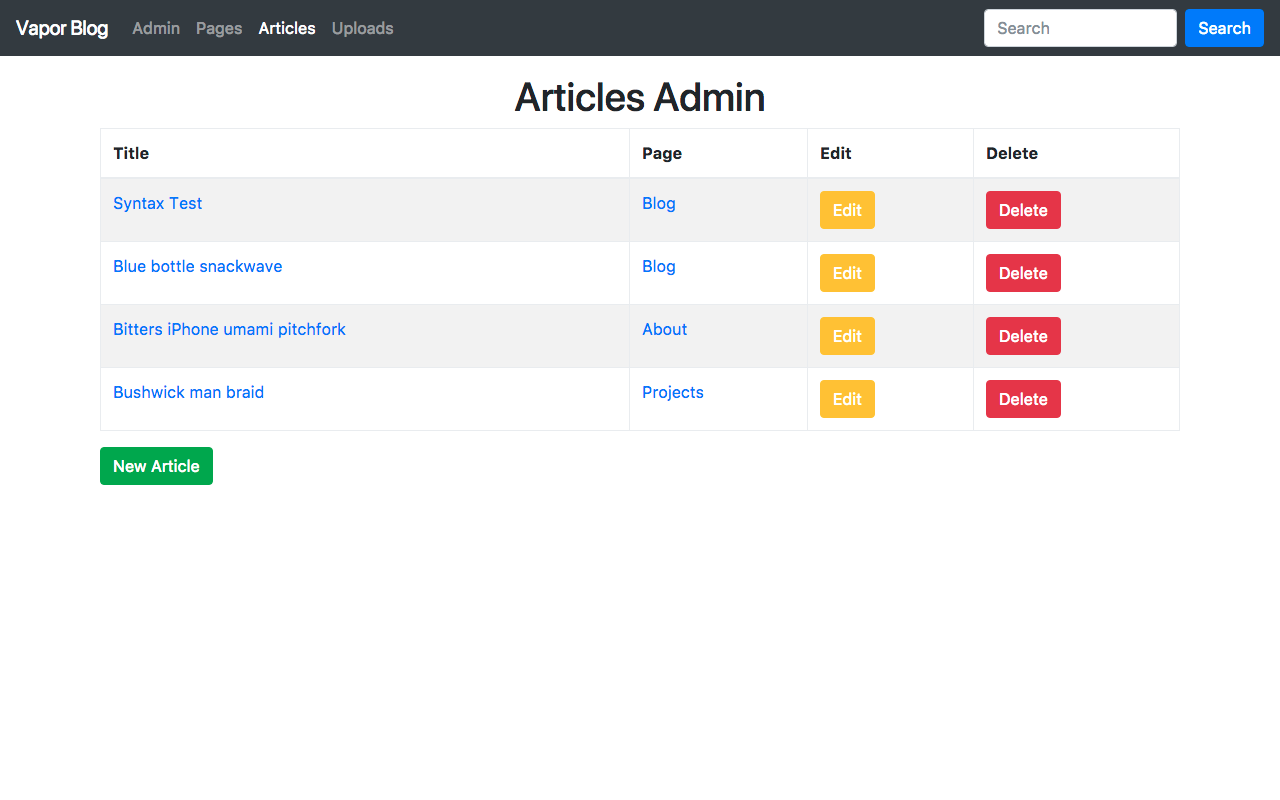 Vapor Blog Admin Pages Articles Uploads Search Search
Articles Admin
Title Page Edit Delete
Syntax Test Blog Edit Delete
Blue bottle snackwave Blog Edit Delete
Bitters iPhone umami pitchfork About Edit Delete
Bushwick man braid Projects Edit Delete
New Article